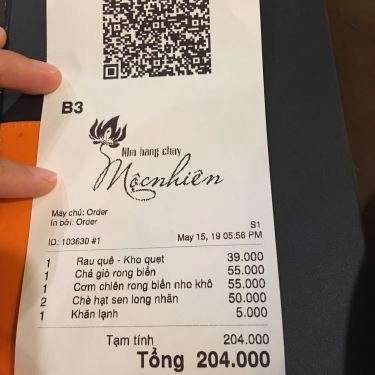 B3
Nhà hàng chay
Mộcnhiên
Máy chủ: Order
In bởi: Order
S1
ID: 103630 #1 May 15, 19 05:56 PM
1 Rau quê - Kho quẹt 39.000
1 Chả giò rong biển 55.000
1 Cơm chiên rong biển nho khô 55.000
2 Chè hạt sen long nhãn 50.000
1 Khăn lạnh 5.000
Tạm tính 204.000
Tổng 204.000